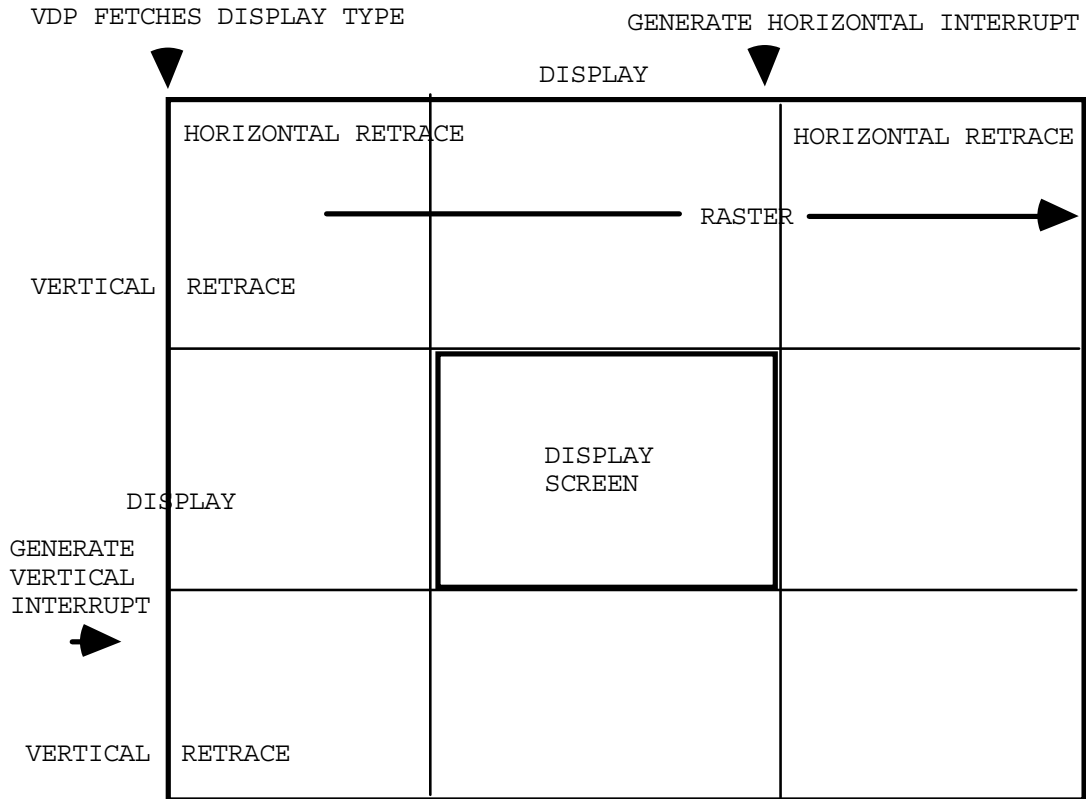 VDP FETCHES DISPLAY TYPE
GENERATE HORIZONTAL INTERRUPT
DISPLAY
HORIZONTAL RETRACE
HORIZONTAL RETRACE
RASTER
VERTICAL RETRACE
DISPLAY
SCREEN
DISPLAY
GENERATE
VERTICAL
INTERRUPT
VERTICAL RETRACE